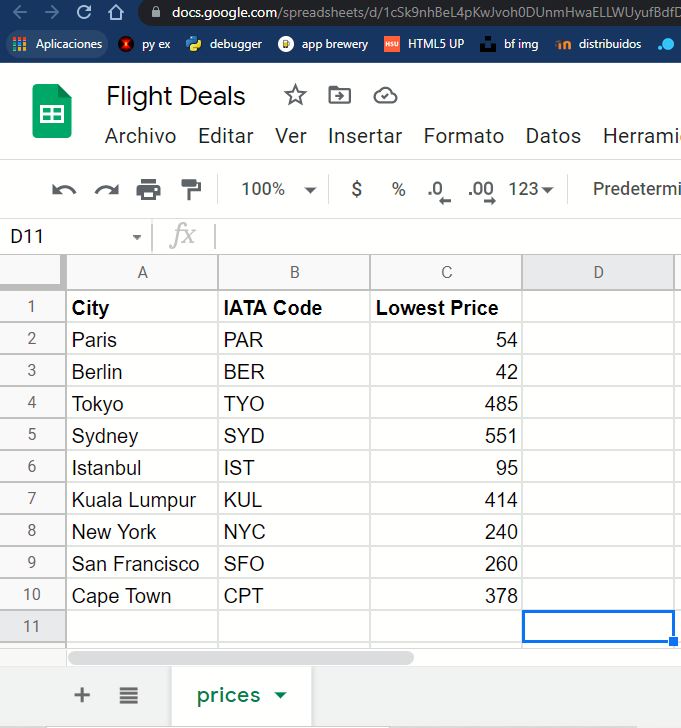 docs.google.com/spreadsheets/d/1cSk9nhBeL4pKwJvoh0DUnmHwaELLWUyufBdfD
Aplicaciones py ex debugger app brewery HSU HTML5 UP bf img in distribuidos
Flight Deals
Archivo Editar Ver Insertar Formato Datos Herrami
100% $ % .0 .00 123 Predetermi
D11 fx
A B C D
1 City IATA Code Lowest Price
2 Paris PAR 54
3 Berlin BER 42
4 Tokyo TYO 485
5 Sydney SYD 551
6 Istanbul IST 95
7 Kuala Lumpur KUL 414
8 New York NYC 240
9 San Francisco SFO 260
10 Cape Town CPT 378
11
prices